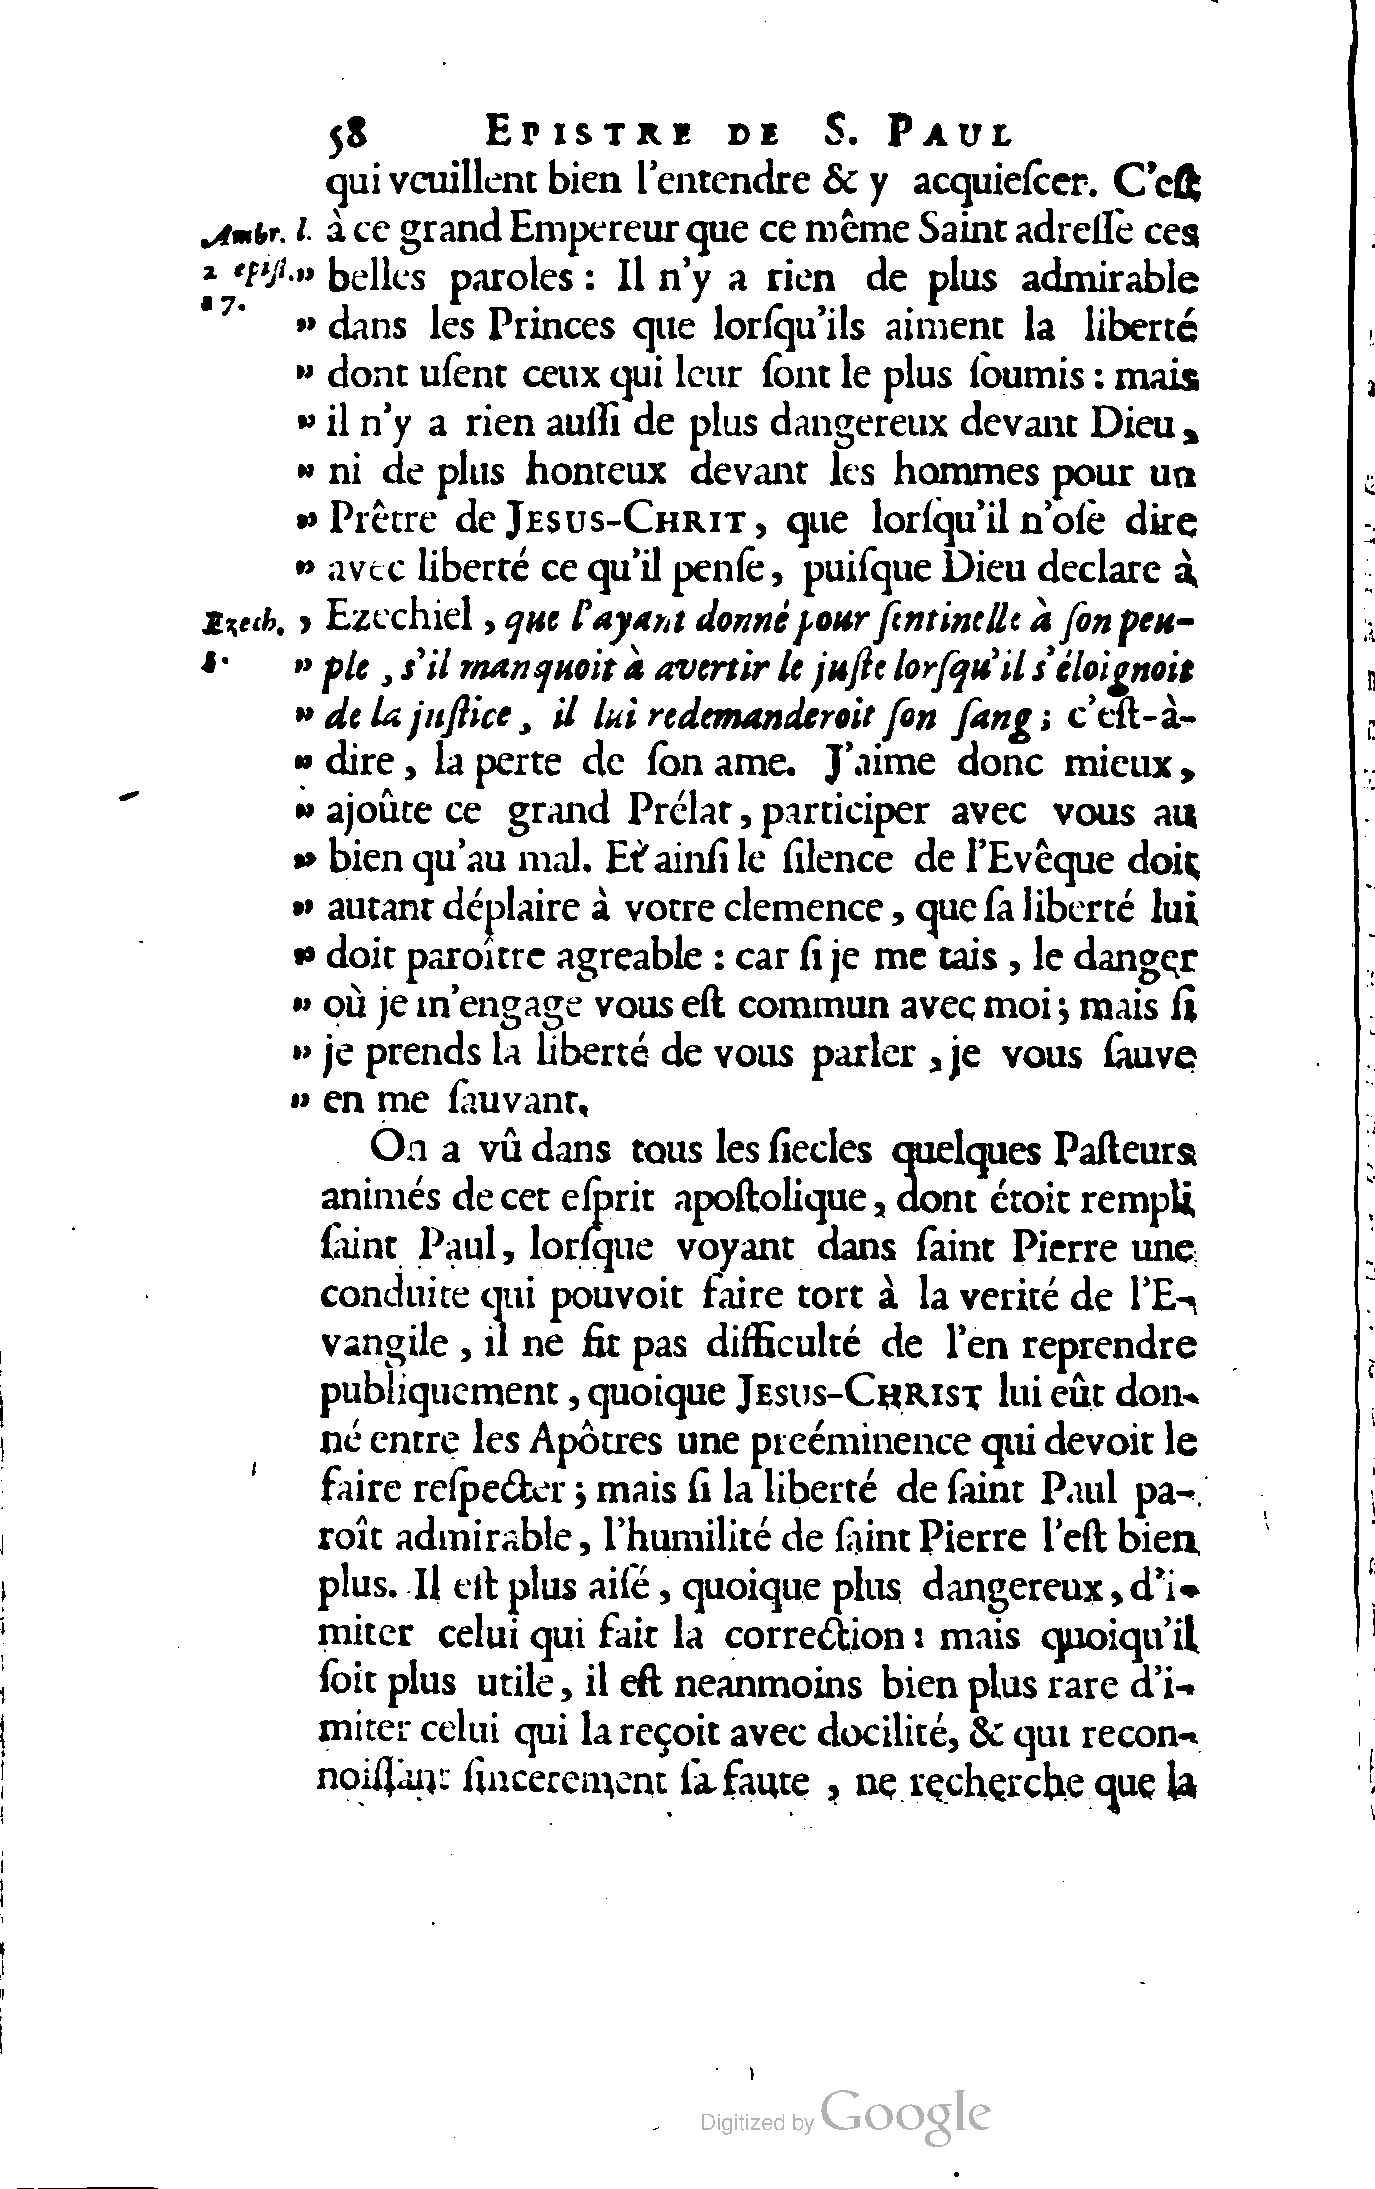 58 EPISTRE DE S. PAUL
qui veuillent bien l'entendre & y acquieſcer. C'eſt
Ambr. l. à ce grand Empereur que ce même Saint adreſſe ces
2 epiſt. " belles paroles : Il n'y a rien de plus admirable
17.
" dans les Princes que lorſqu'ils aiment la liberté
" dont uſent ceux qui leur ſont le plus ſoumis : mais
" il n'y a rien auſſi de plus dangereux devant Dieu,
" ni de plus honteux devant les hommes pour un
" Prêtre de JESUS-CHRIT, que lorſqu'il n'oſe dire
" avec liberté ce qu'il penſe, puiſque Dieu declare à
Ezech. , Ezechiel, que l'ayant donné pour ſentinelle à ſon peu-
8. " ple, s'il manquoit à avertir le juſte lorſqu'il s'éloignoit
" de la juſtice, il lui redemanderoit ſon ſang ; c'eſt-à-
" dire, la perte de ſon ame. J'aime donc mieux,
" ajoûte ce grand Prélat, participer avec vous au
" bien qu'au mal. Et ainſi le ſilence de l'Evêque doit
" autant déplaire à votre clemence, que ſa liberté lui
" doit paroître agreable : car ſi je me tais, le danger
" où je m'engage vous eſt commun avec moi ; mais ſi
" je prends la liberté de vous parler, je vous ſauve
" en me ſauvant.
On a vû dans tous les ſiecles quelques Paſteurs
animés de cet eſprit apoſtolique, dont étoit rempli
ſaint Paul, lorſque voyant dans ſaint Pierre une
conduite qui pouvoit faire tort à la verité de l'E-
vangile, il ne fit pas difficulté de l'en reprendre
publiquement, quoique JESUS-CHRIST lui eût don-
né entre les Apôtres une preéminence qui devoit le
faire reſpecter ; mais ſi la liberté de ſaint Paul pa-
roît admirable, l'humilité de ſaint Pierre l'eſt bien
plus. Il eſt plus aiſé, quoique plus dangereux, d'i-
miter celui qui fait la correction : mais quoiqu'il
ſoit plus utile, il eſt neanmoins bien plus rare d'i-
miter celui qui la reçoit avec docilité, & qui recon-
noiſſant ſincerement ſa faute, ne recherche que la
Digitized by Google